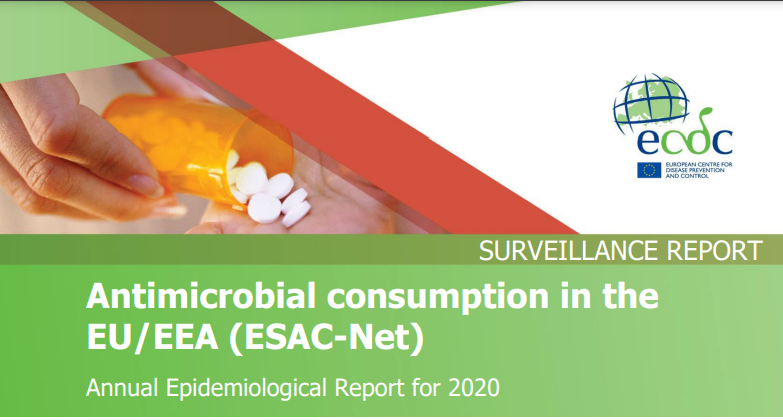 ecdc
EUROPEAN CENTRE FOR
DISEASE PREVENTION
AND CONTROL
SURVEILLANCE REPORT
Antimicrobial consumption in the
EU/EEA (ESAC-Net)
Annual Epidemiological Report for 2020